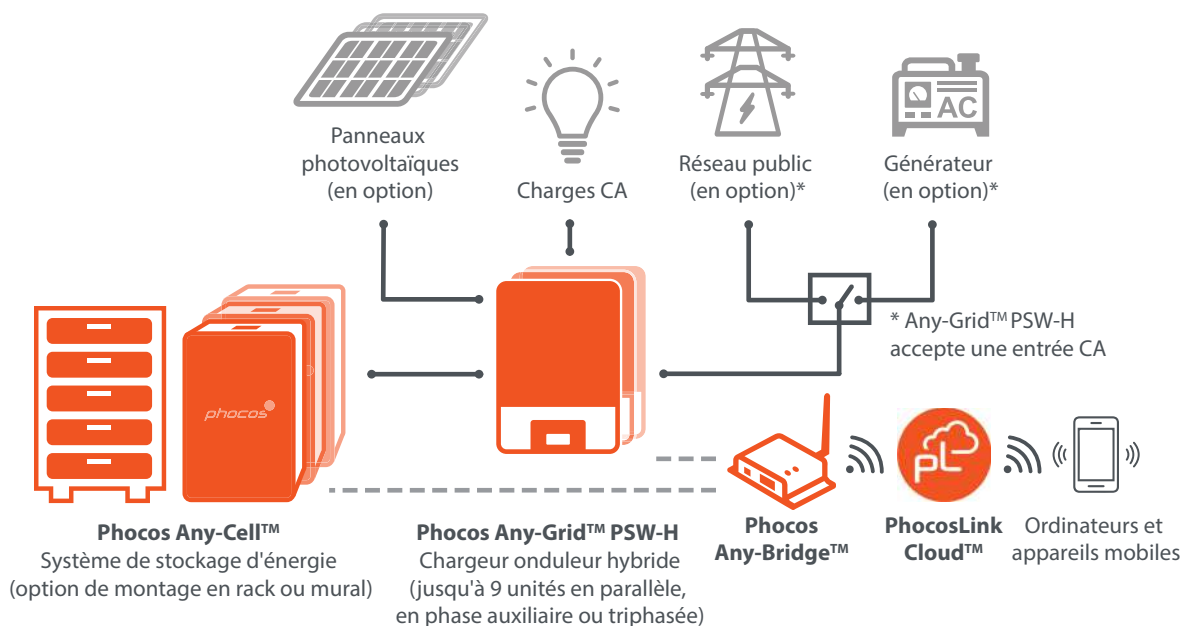 Panneaux
photovoltaïques
(en option)
Charges CA
Réseau public
(en option)*
AC
Générateur
(en option)*
* Any-Grid™ PSW-H
accepte une entrée CA
phocos
pL
Phocos Any-Cell™
Système de stockage d'énergie
(option de montage en rack ou mural)
Phocos Any-Grid™ PSW-H
Chargeur onduleur hybride
(jusqu'à 9 unités en parallèle,
en phase auxiliaire ou triphasée)
Phocos
Any-Bridge™
PhocosLink
Cloud™
Ordinateurs et
appareils mobiles